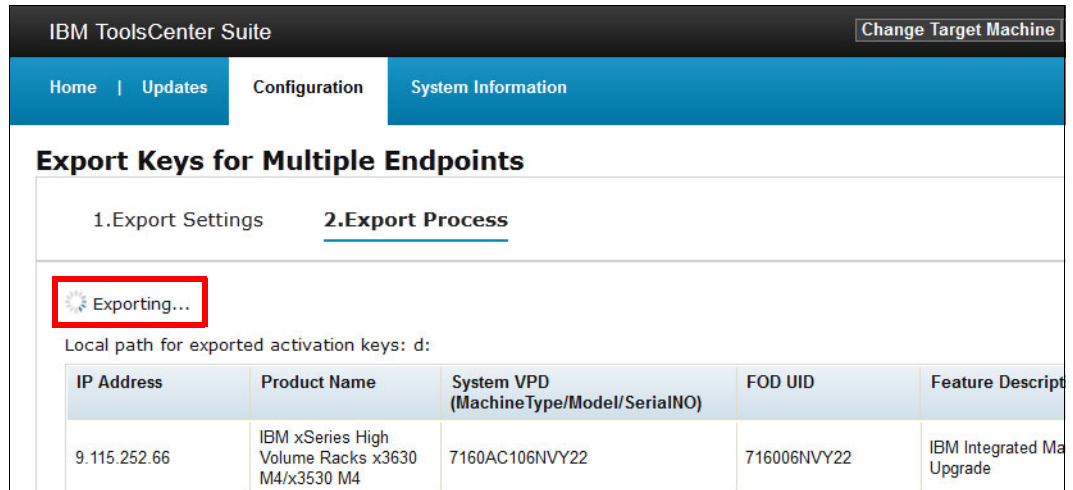 IBM ToolsCenter Suite
Change Target Machine
Home | Updates
Configuration
System Information
Export Keys for Multiple Endpoints
1.Export Settings
2.Export Process
Exporting...
Local path for exported activation keys: d:
IP Address
Product Name
System VPD
(MachineType/Model/SerialNO)
FOD UID
Feature
9.115.252.66
IBM xSeries High
Volume Racks x3630
M4/x3530 M4
7160AC106NVY22
716006NVY22
IBM Integrated
Upgrade